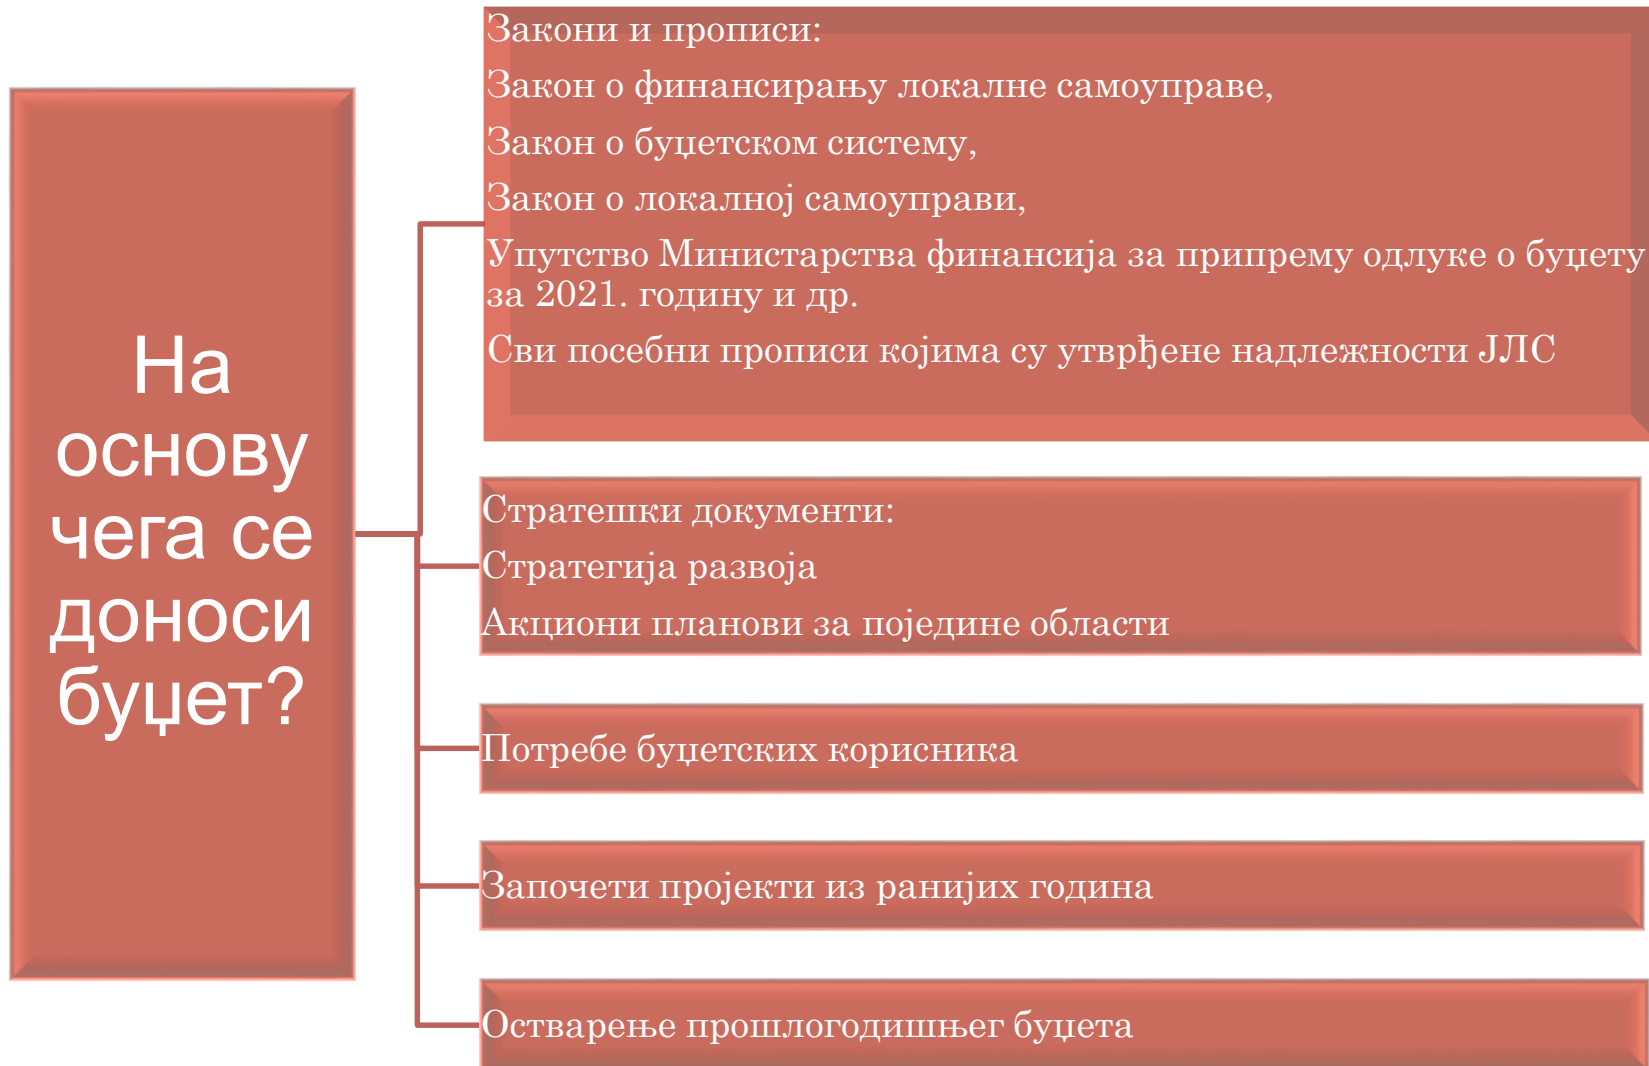 На
основу
чега се
доноси
буџет?
Закони и прописи:
Закон о финансирању локалне самоуправе,
Закон о буџетском систему,
Закон о локалној самоуправи,
Упутство Министарства финансија за припрему одлуке о буџету
за 2021. годину и др.
Сви посебни прописи којима су утврђене надлежности ЈЛС
Стратешки документи:
Стратегија развоја
Акциони планови за поједине области
Потребе буџетских корисника
Започети пројекти из ранијих година
Остварење прошлогодишњег буџета